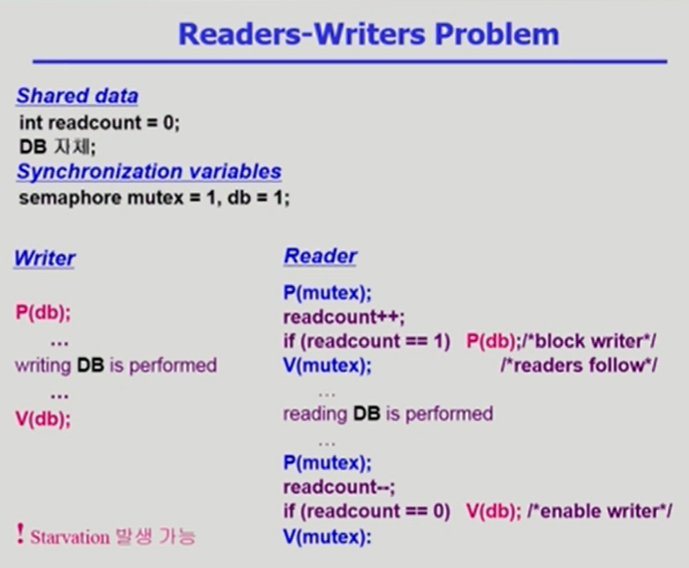 Readers-Writers Problem
Shared data
int readcount = 0;
DB 자체;
Synchronization variables
semaphore mutex = 1, db = 1;
Writer
P(db);
...
writing DB is performed
...
V(db);
! Starvation 발생 가능
Reader
P(mutex);
readcount++;
if (readcount == 1) P(db);/*block writer*/
V(mutex); /*readers follow*/
...
reading DB is performed
...
P(mutex);
readcount--;
if (readcount == 0) V(db); /*enable writer*/
V(mutex):